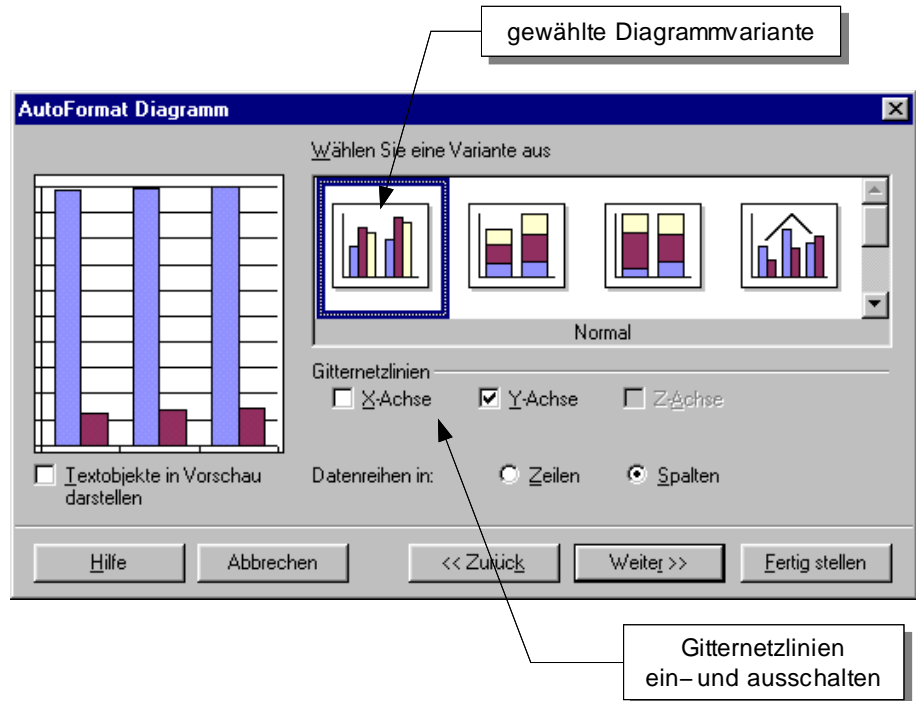 gewählte Diagrammvariante
AutoFormat Diagramm
Wählen Sie eine Variante aus
Normal
Gitternetzlinien
X-Achse Y-Achse Z-Achse
Textobjekte in Vorschau
darstellen
Datenreihen in: Zeilen Spalten
Hilfe Abbrechen << Zurück Weiter >> Fertig stellen
Gitternetzlinien
ein– und ausschalten